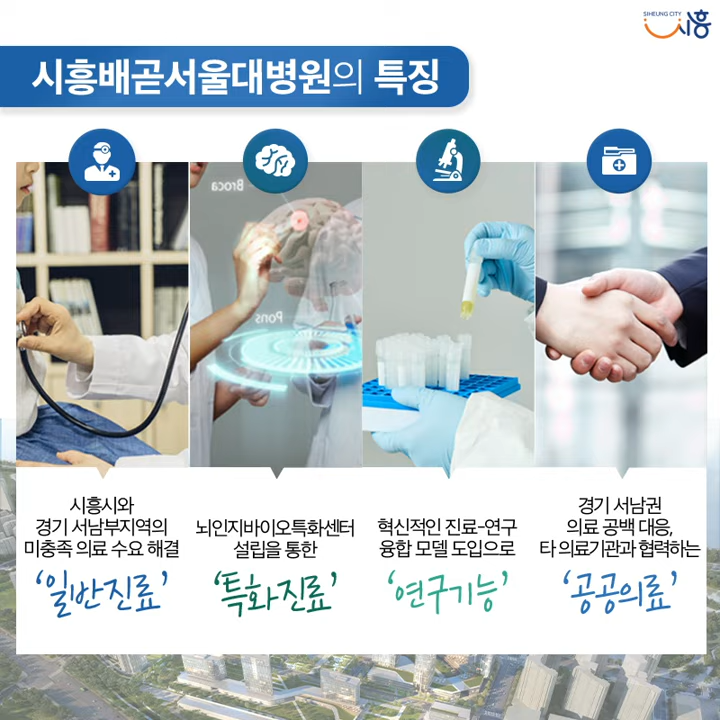 SIHEUNG CITY
시흥
시흥배곧서울대병원의 특징
Broca
Pons
시흥시와
경기 서남부지역의
미충족 의료 수요 해결
‘일반진료’
뇌인지바이오특화센터
설립을 통한
‘특화진료’
혁신적인 진료-연구
융합 모델 도입으로
‘연구기능’
경기 서남권
의료 공백 대응,
타 의료기관과 협력하는
‘공공의료’